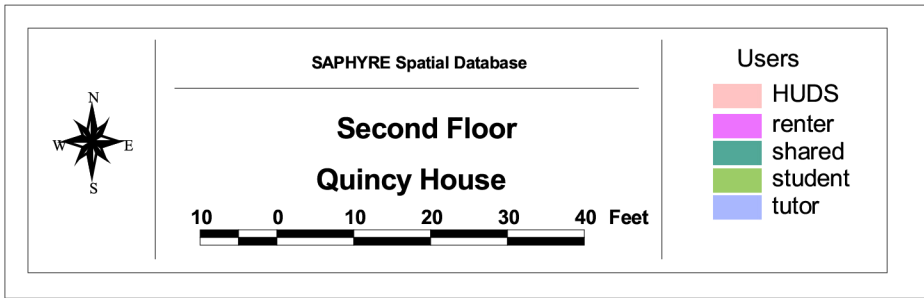 N
W E
S
SAPHYRE Spatial Database
Second Floor
Quincy House
10 0 10 20 30 40 Feet
Users
HUDS
renter
shared
student
tutor